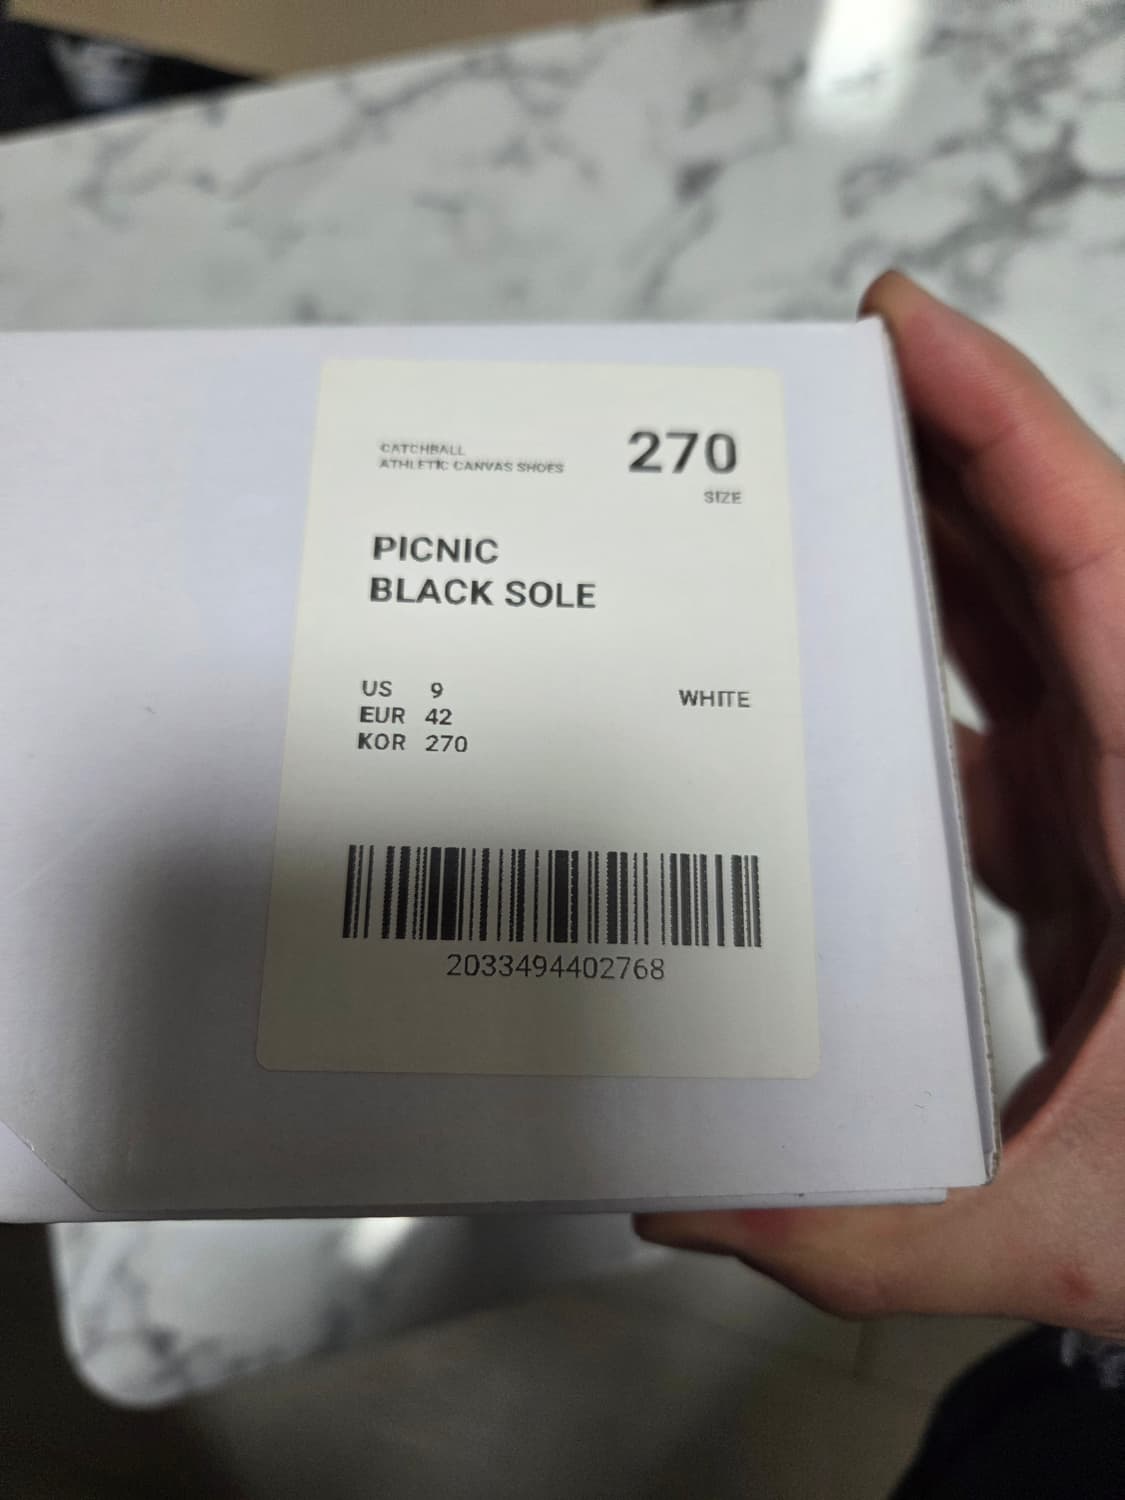 CATCHBALL
ATHLETIC CANVAS SHOES
270
SIZE
PICNIC
BLACK SOLE
US 9
EUR 42
KOR 270
WHITE
2033494402768